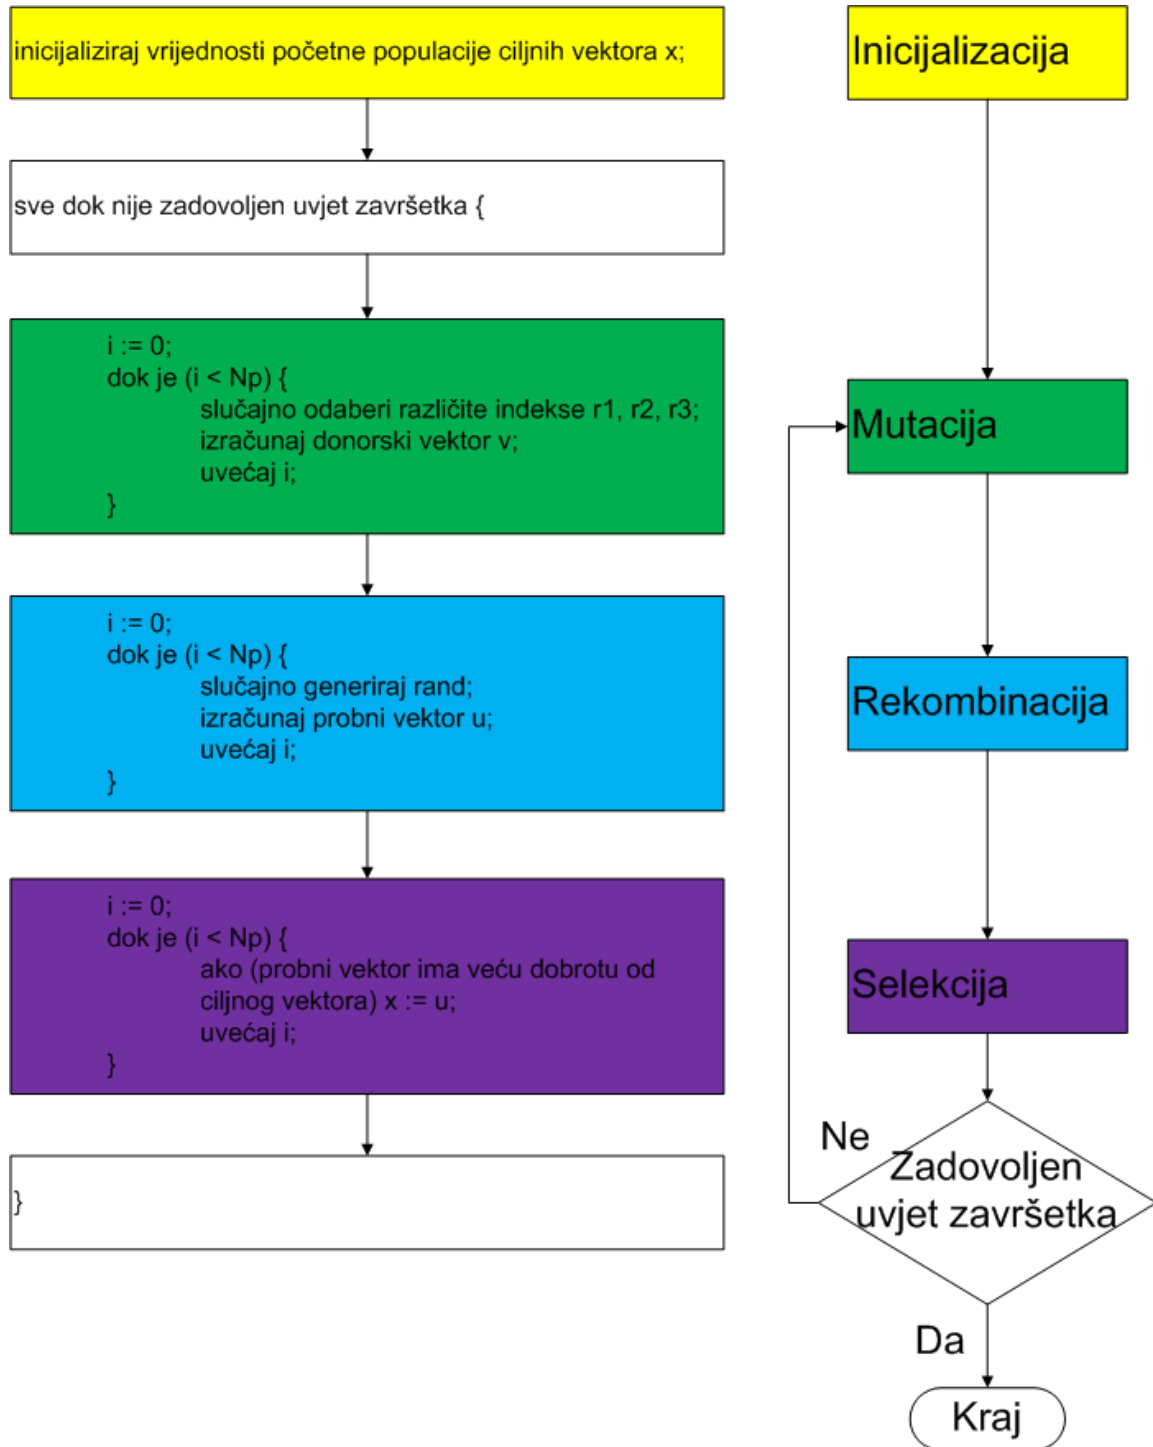 inicijaliziraj vrijednosti početne populacije ciljnih vektora x;
sve dok nije zadovoljen uvjet završetka {
i := 0;
dok je (i < Np) {
slučajno odaberi različite indekse r1, r2, r3;
izračunaj donorski vektor v;
uvećaj i;
}
i := 0;
dok je (i < Np) {
slučajno generiraj rand;
izračunaj probni vektor u;
uvećaj i;
}
i := 0;
dok je (i < Np) {
ako (probni vektor ima veću dobrotu od
ciljnog vektora) x := u;
uvećaj i;
}
}
Inicijalizacija
Mutacija
Rekombinacija
Selekcija
Ne
Zadovoljen
uvjet završetka
Da
Kraj